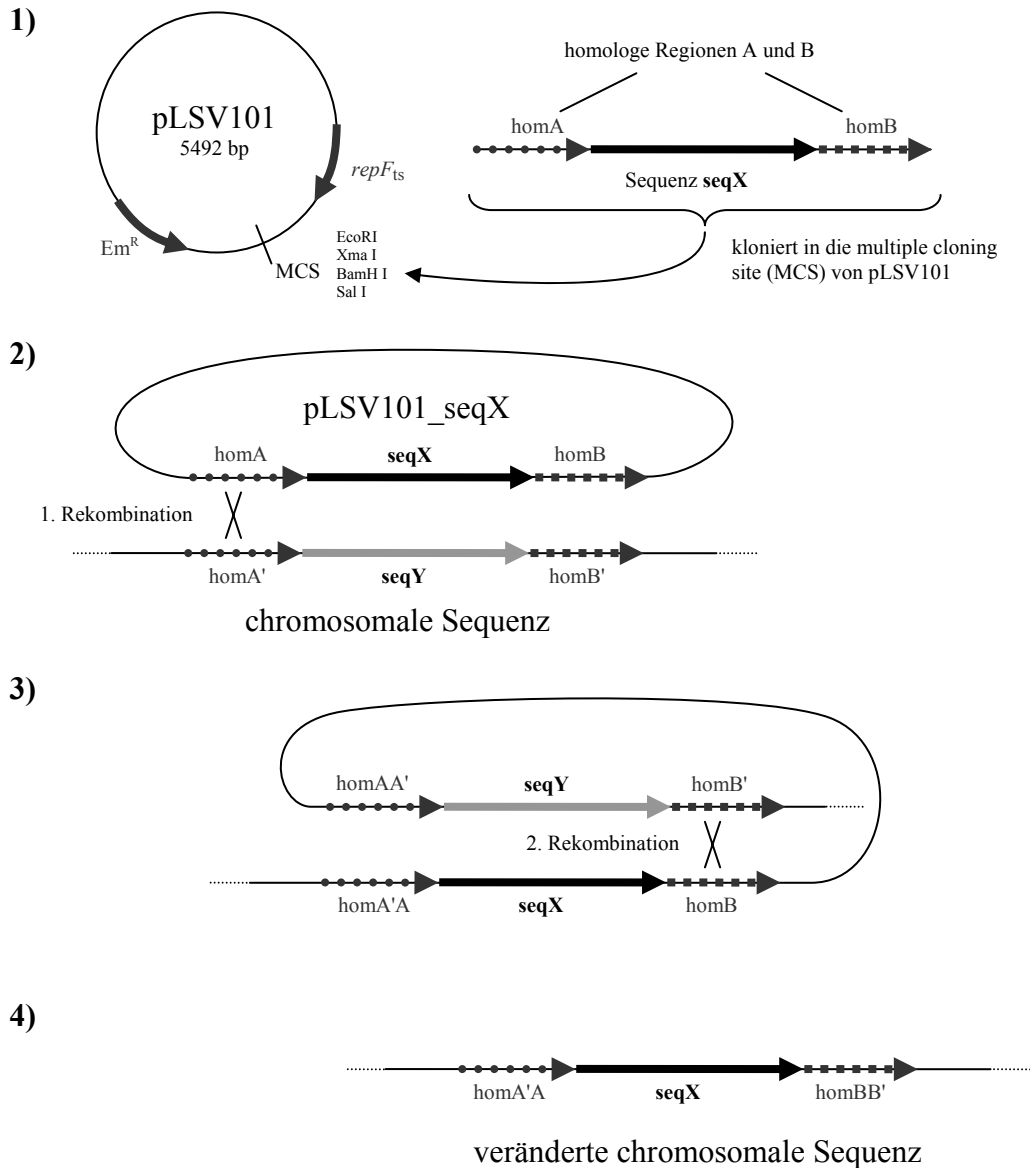 1)
homologe Regionen A und B
pLSV101
5492 bp
homA
homB
repFts
Sequenz seqX
EmR
MCS
EcoRI
Xma I
BamH I
Sal I
kloniert in die multiple cloning
site (MCS) von pLSV101
2)
pLSV101_seqX
homA
seqX
homB
1. Rekombination
homA'
seqY
homB'
chromosomale Sequenz
3)
homAA'
seqY
homB'
2. Rekombination
homA'A
seqX
homB
4)
homA'A
seqX
homBB'
veränderte chromosomale Sequenz